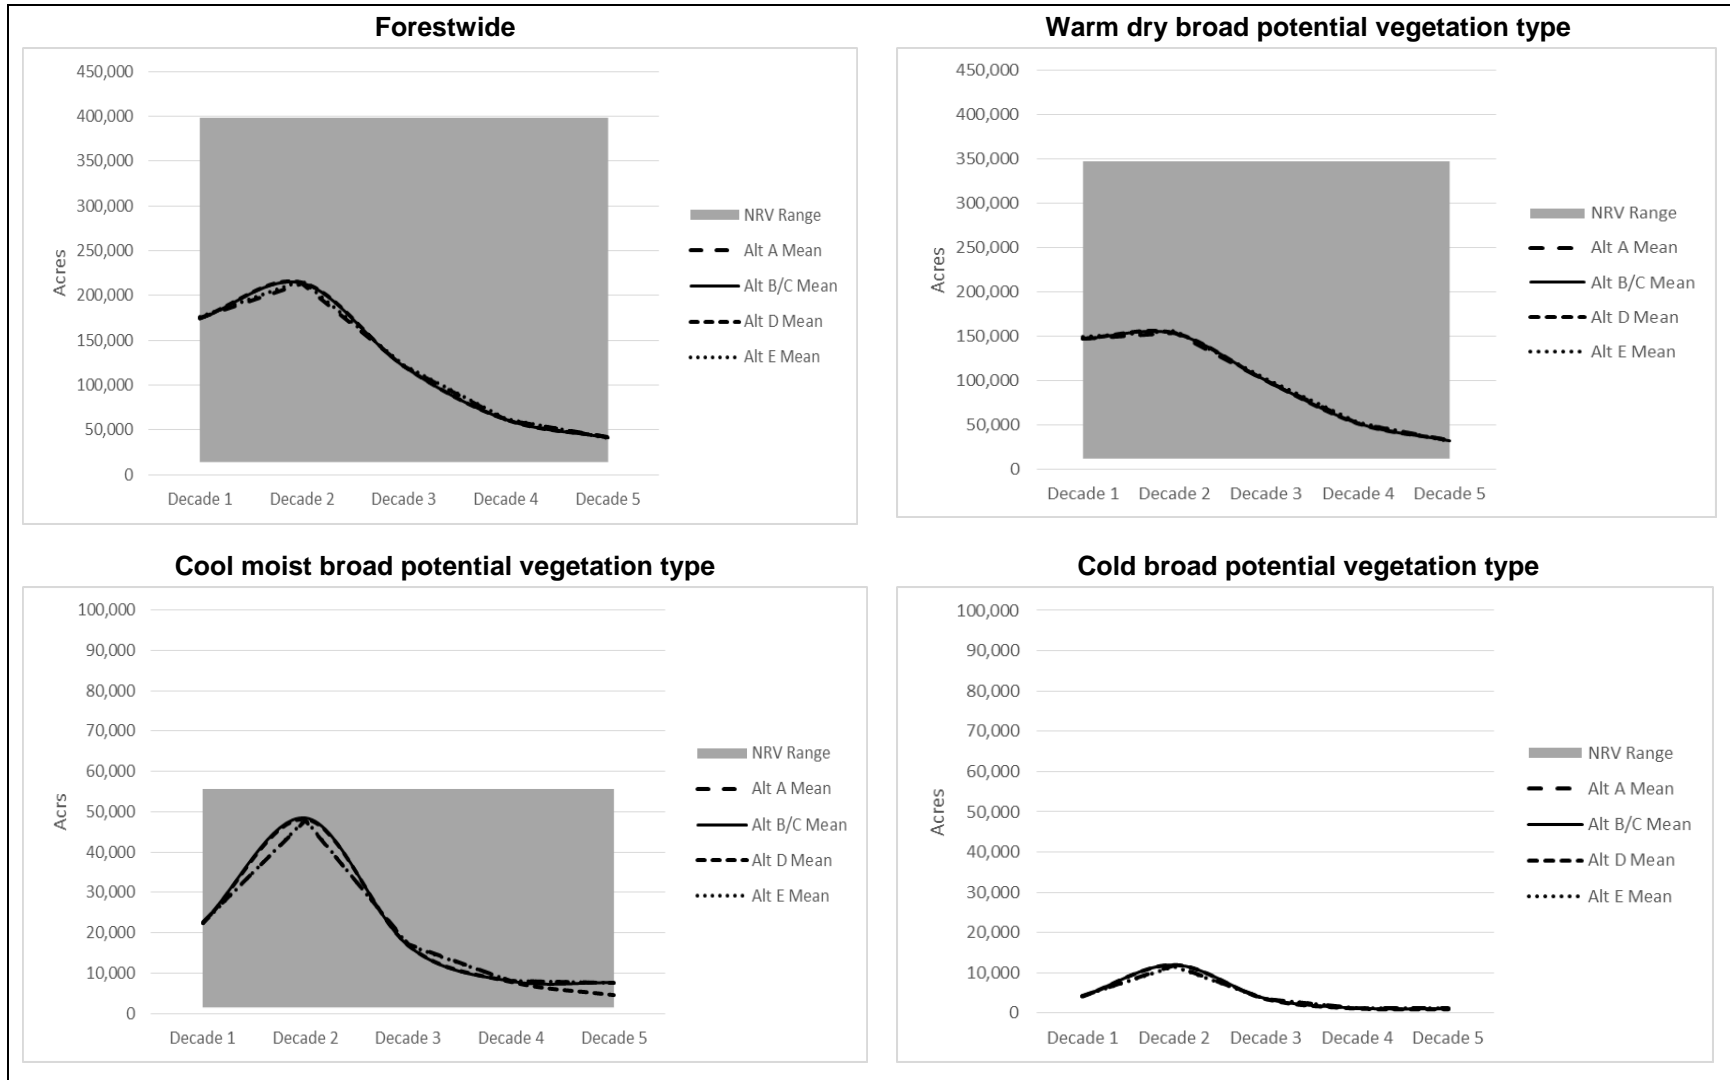 Forestwide
450,000
400,000
350,000
300,000
250,000
200,000
150,000
100,000
50,000
0
Acres
Decade 1 Decade 2 Decade 3 Decade 4 Decade 5
NRV Range
Alt A Mean
Alt B/C Mean
Alt D Mean
Alt E Mean
Warm dry broad potential vegetation type
450,000
400,000
350,000
300,000
250,000
200,000
150,000
100,000
50,000
0
Acres
Decade 1 Decade 2 Decade 3 Decade 4 Decade 5
NRV Range
Alt A Mean
Alt B/C Mean
Alt D Mean
Alt E Mean
Cool moist broad potential vegetation type
100,000
90,000
80,000
70,000
60,000
50,000
40,000
30,000
20,000
10,000
0
Acrs
Decade 1 Decade 2 Decade 3 Decade 4 Decade 5
NRV Range
Alt A Mean
Alt B/C Mean
Alt D Mean
Alt E Mean
Cold broad potential vegetation type
100,000
90,000
80,000
70,000
60,000
50,000
40,000
30,000
20,000
10,000
0
Acres
Decade 1 Decade 2 Decade 3 Decade 4 Decade 5
NRV Range
Alt A Mean
Alt B/C Mean
Alt D Mean
Alt E Mean